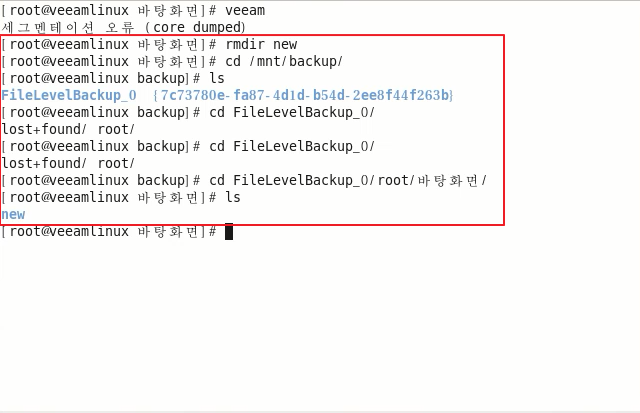 [root@veeamlinux 바탕화면]# veeam
세그멘테이션 오류 (core dumped)
[root@veeamlinux 바탕화면]# rmdir new
[root@veeamlinux 바탕화면]# cd /mnt/backup/
[root@veeamlinux backup]# ls
FileLevelBackup_0  {7c73780e-fa87-4d1d-b54d-2ee8f44f263b}
[root@veeamlinux backup]# cd FileLevelBackup_0/
lost+found/ root/
[root@veeamlinux backup]# cd FileLevelBackup_0/
lost+found/ root/
[root@veeamlinux backup]# cd FileLevelBackup_0/root/바탕화면/
[root@veeamlinux 바탕화면]# ls
new
[root@veeamlinux 바탕화면]#